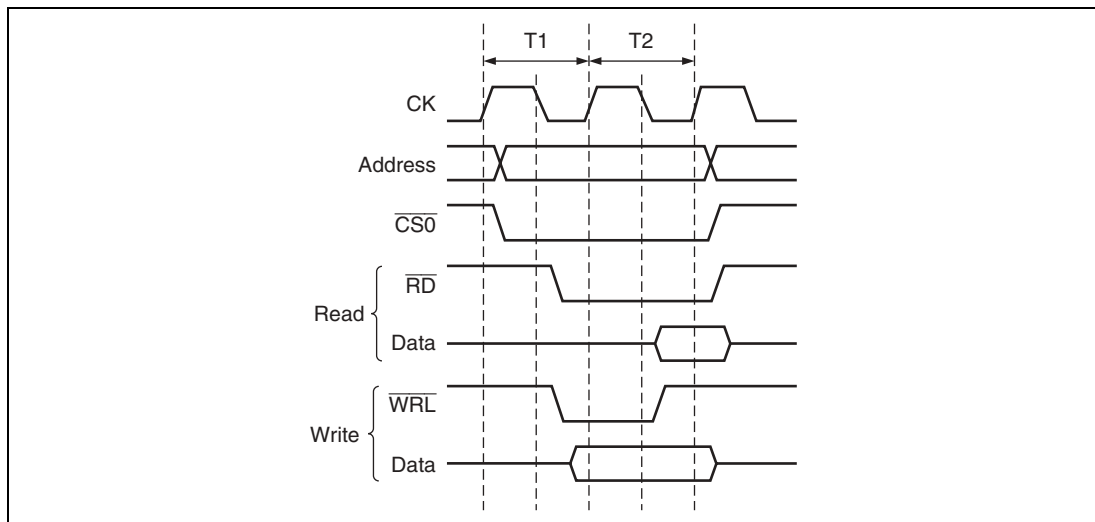 T1 T2
CK
Address
CS0
RD
Read
Data
WRL
Write
Data